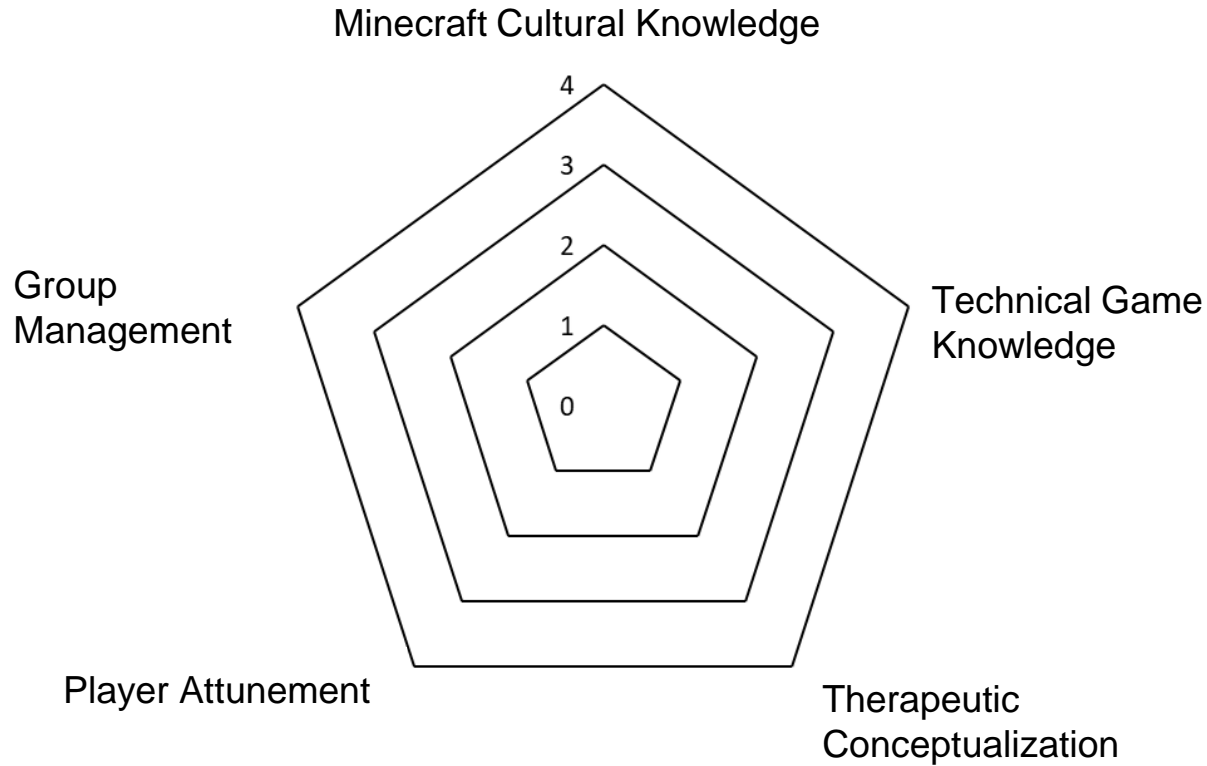 Minecraft Cultural Knowledge
4
3
2
1
0
Group
Management
Technical Game
Knowledge
Player Attunement
Therapeutic
Conceptualization